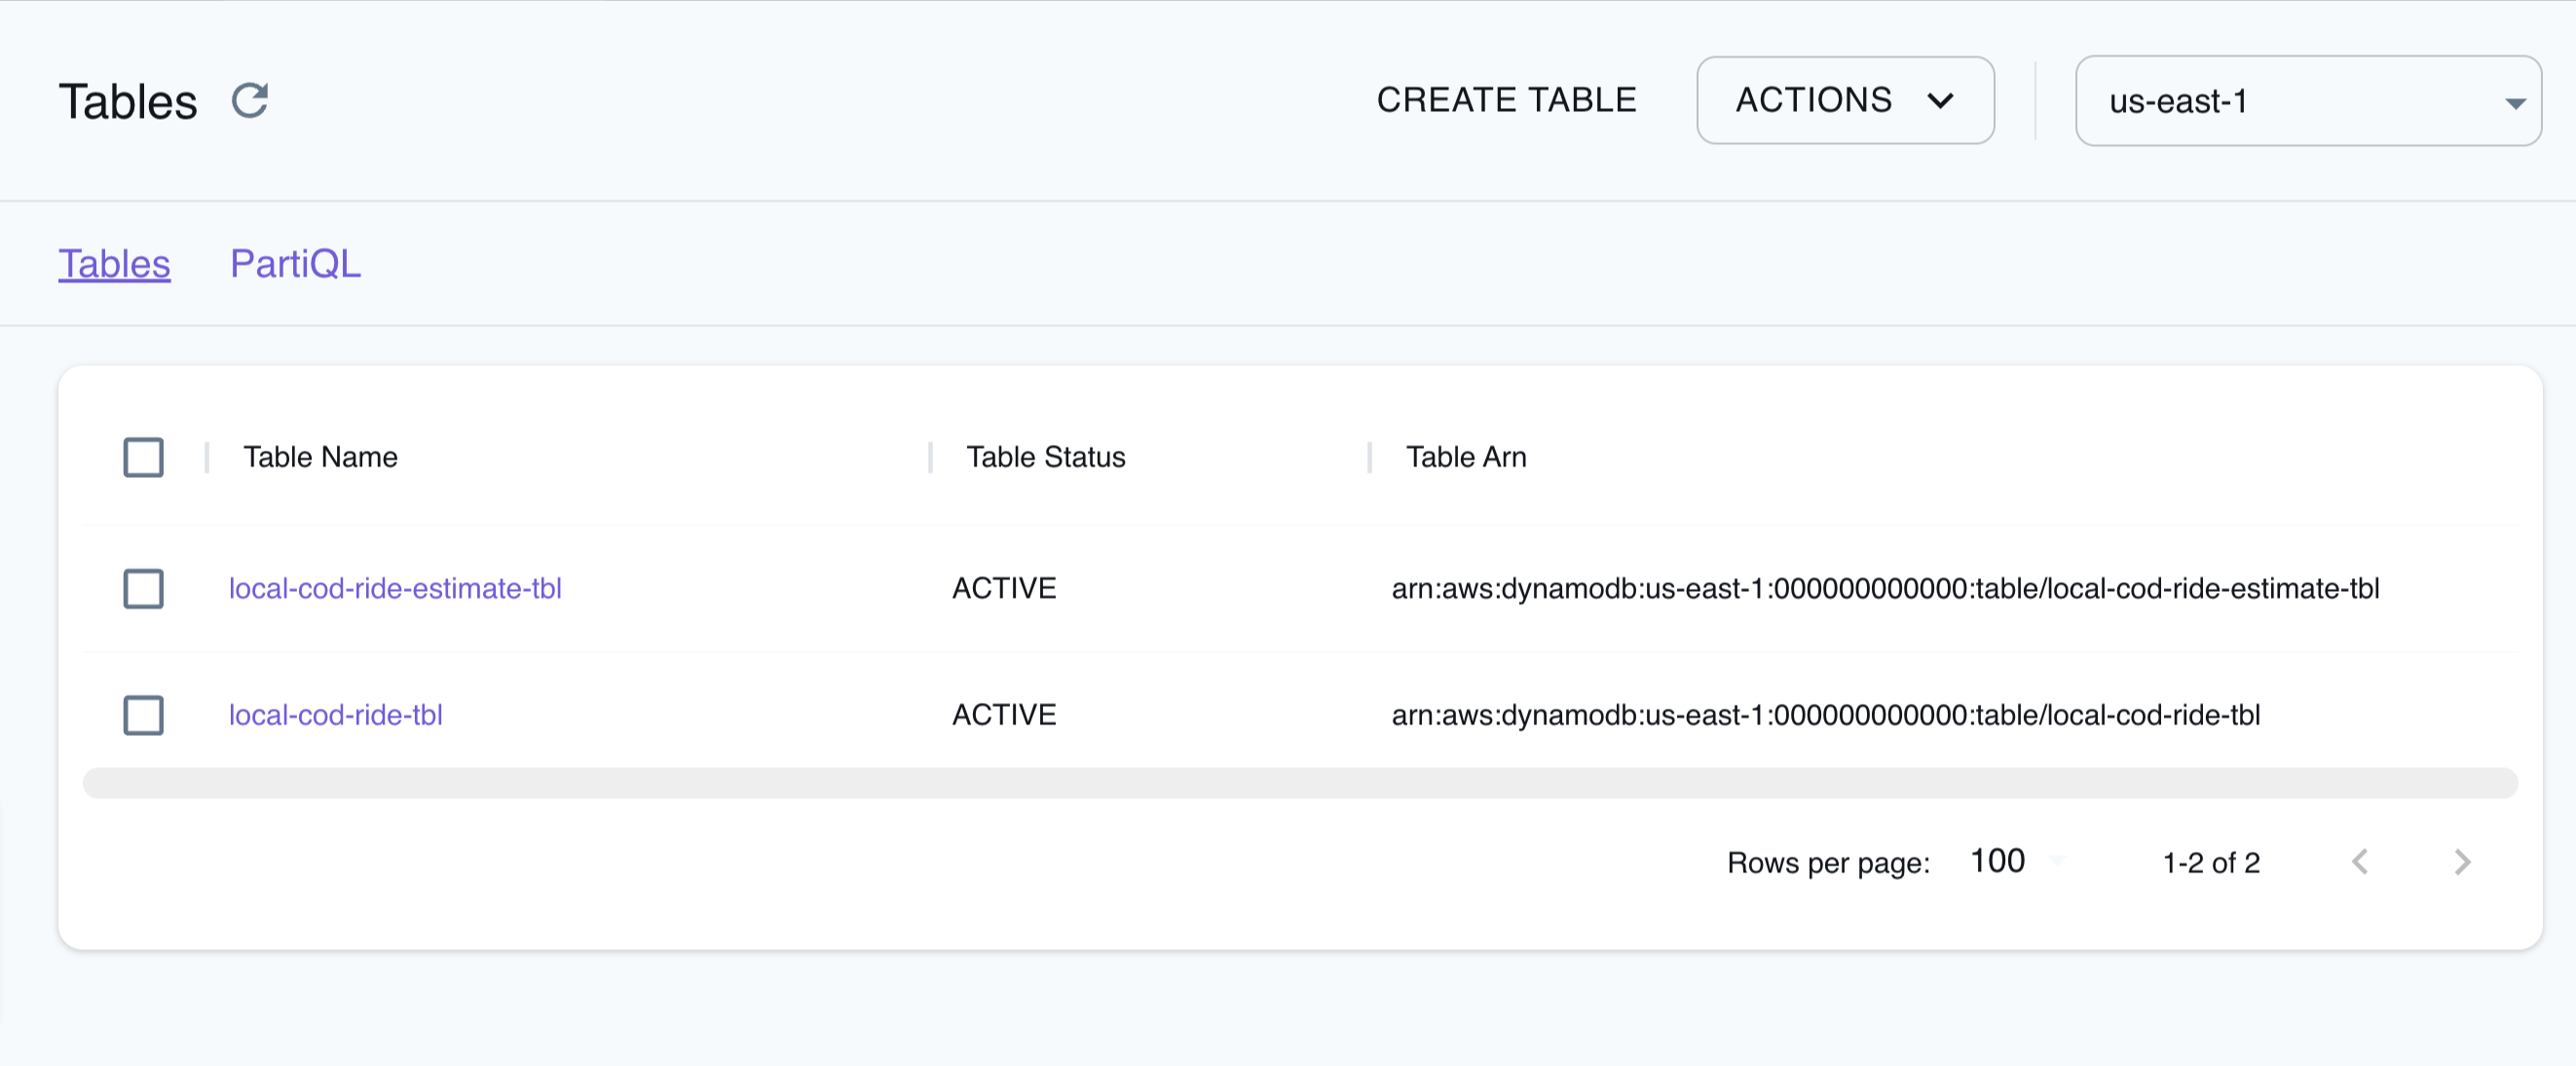 Tables
CREATE TABLE
ACTIONS
us-east-1
Tables
PartiQL
Table Name
Table Status
Table Arn
local-cod-ride-estimate-tbl
ACTIVE
arn:aws:dynamodb:us-east-1:000000000000:table/local-cod-ride-estimate-tbl
local-cod-ride-tbl
ACTIVE
arn:aws:dynamodb:us-east-1:000000000000:table/local-cod-ride-tbl
Rows per page: 100
1-2 of 2